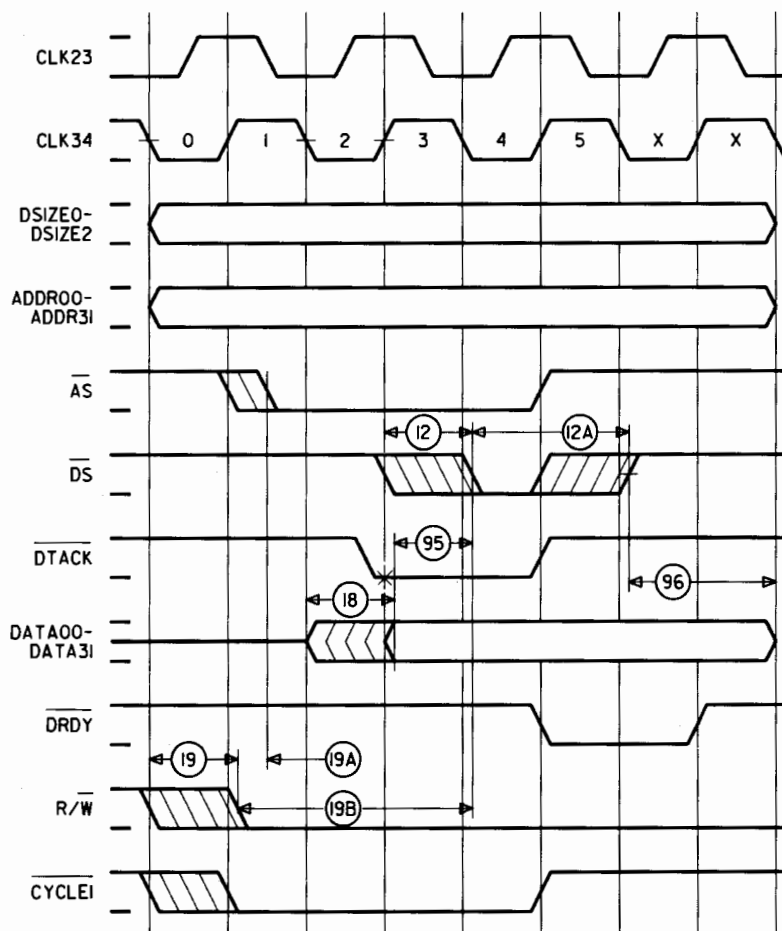 CLK23
CLK34 0 1 2 3 4 5 X X
DSIZE0-
DSIZE2
ADDR00-
ADDR31
AS
12 12A
DS
95
DTACK
96
18
DATA00-
DATA31
DRDY
19 19A
R/W 19B
CYCLEI